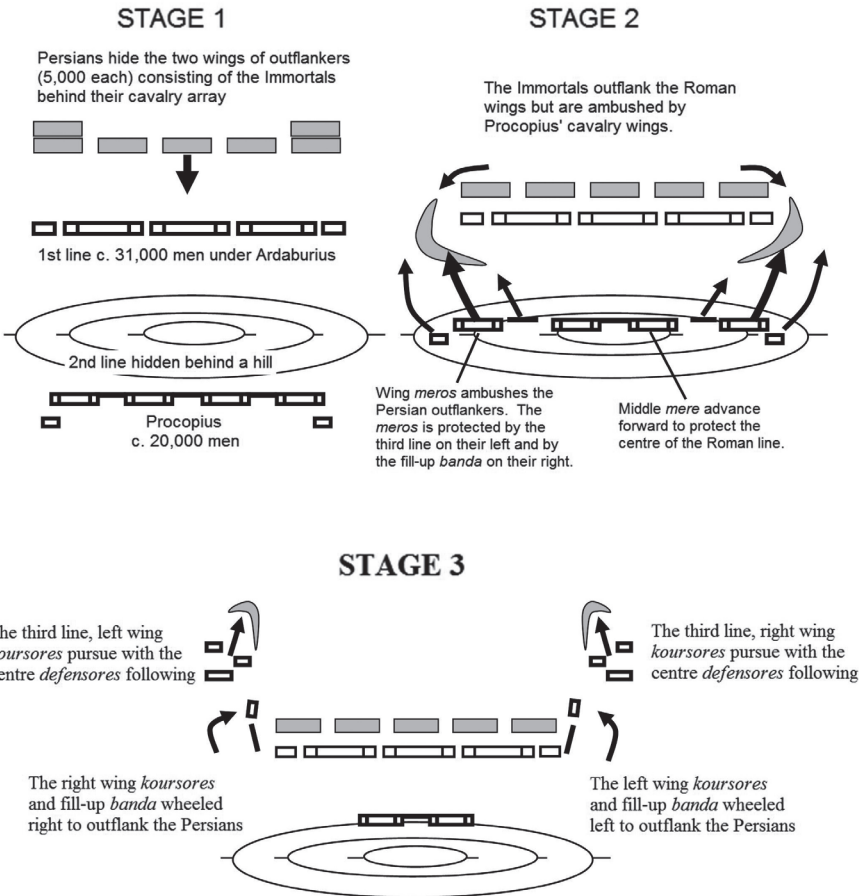 STAGE 1
Persians hide the two wings of outflankers
(5,000 each) consisting of the Immortals
behind their cavalry array
1st line c. 31,000 men under Ardaburius
2nd line hidden behind a hill
Procopius
c. 20,000 men
STAGE 2
The Immortals outflank the Roman
wings but are ambushed by
Procopius' cavalry wings.
Wing meros ambushes the
Persian outflankers. The
meros is protected by the
third line on their left and by
the fill-up banda on their right.
Middle mere advance
forward to protect the
centre of the Roman line.
STAGE 3
he third line, left wing
oursores pursue with the
entre defensores following
The third line, right wing
koursores pursue with the
centre defensores following
The right wing koursores
and fill-up banda wheeled
right to outflank the Persians
The left wing koursores
and fill-up banda wheeled
left to outflank the Persians